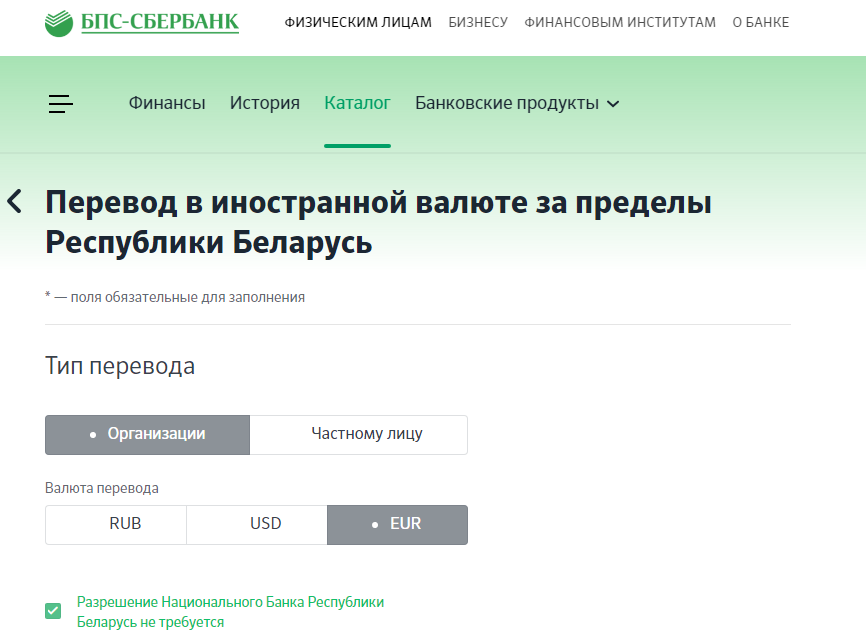 БПС-СБЕРБАНК
ФИЗИЧЕСКИМ ЛИЦАМ БИЗНЕСУ ФИНАНСОВЫМ ИНСТИТУТАМ О БАНКЕ
Финансы История Каталог Банковские продукты
Перевод в иностранной валюте за пределы
Республики Беларусь
* — поля обязательные для заполнения
Тип перевода
Организации Частному лицу
Валюта перевода
RUB USD EUR
Разрешение Национального Банка Республики
Беларусь не требуется